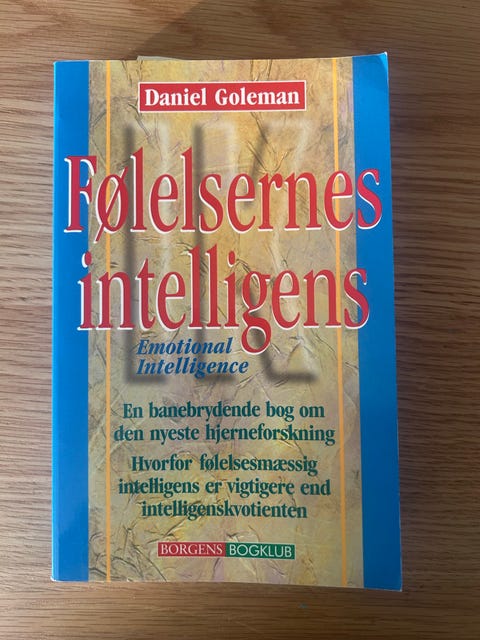 Daniel Goleman
Følelsernes
intelligens
Emotional
Intelligence
En banebrydende bog om
den nyeste hjerneforskning
Hvorfor følelsesmæssig
intelligens er vigtigere end
intelligenskvotienten
BORGENS BOGKLUB